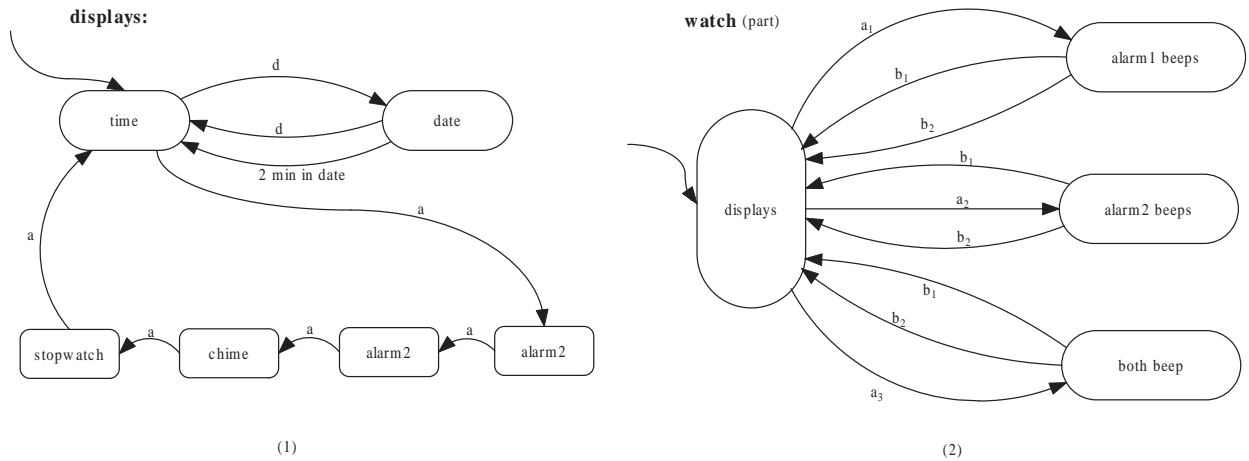 displays:
d
time
date
d
2 min in date
a
a
a
a
a
stopwatch
chime
alarm2
alarm2
(1)
watch (part)
a₁
alarm1 beeps
b₁
b₂
b₁
displays
a₂
alarm2 beeps
b₂
b₁
b₂
both beep
a₃
(2)